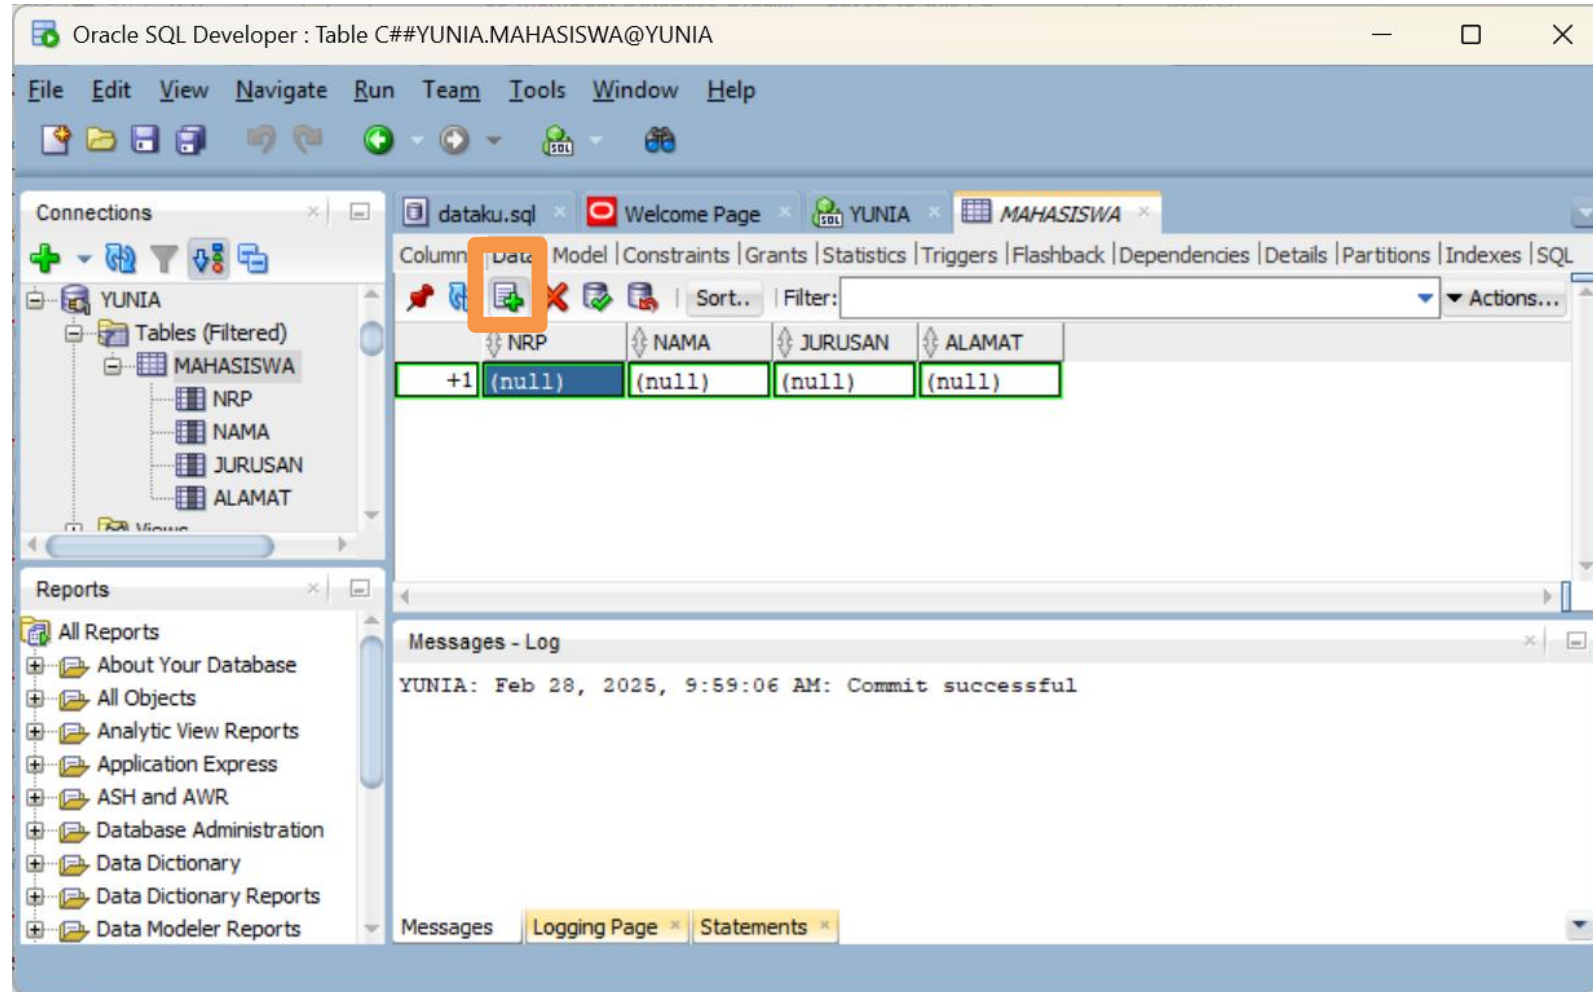 Oracle SQL Developer : Table C##YUNIA.MAHASISWA@YUNIA
File Edit View Navigate Run Team Tools Window Help
Connections
YUNIA
Tables (Filtered)
MAHASISWA
NRP
NAMA
JURUSAN
ALAMAT
Views
Reports
All Reports
About Your Database
All Objects
Analytic View Reports
Application Express
ASH and AWR
Database Administration
Data Dictionary
Data Dictionary Reports
Data Modeler Reports
dataku.sql Welcome Page YUNIA MAHASISWA
Column Data Model |Constraints |Grants |Statistics |Triggers |Flashback |Dependencies |Details |Partitions |Indexes |SQL
Sort.. Filter: Actions...
NRP NAMA JURUSAN ALAMAT
+1 (null) (null) (null) (null)
Messages - Log
YUNIA: Feb 28, 2025, 9:59:06 AM: Commit successful
Messages Logging Page Statements